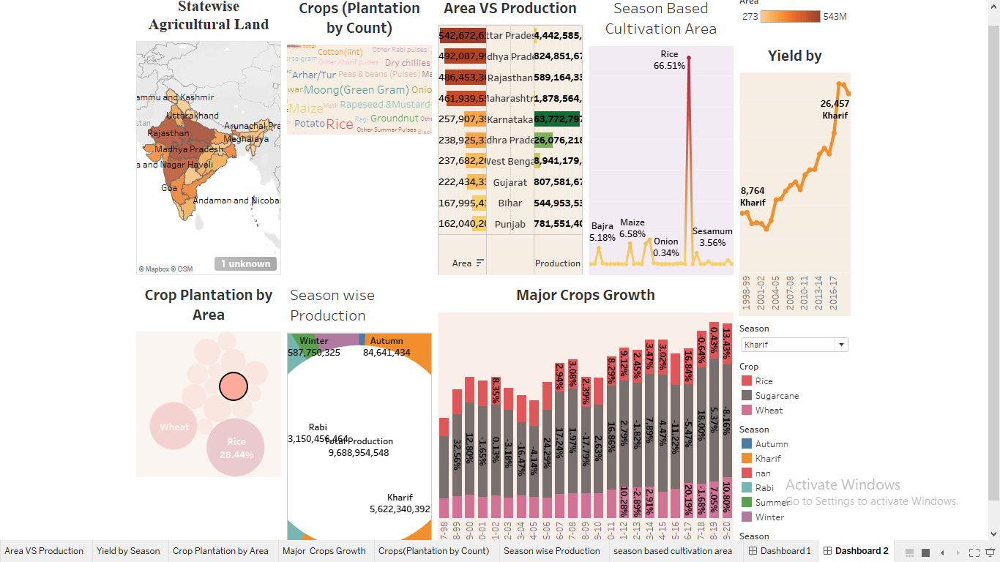 Statewise
Agricultural Land
ammu and Kashmir
Uttarakhand
stan
Rajasthan
Arunachal Pra
Meghalaya
Madhya Pradesh
a and Nagar Haveli
Goa
Andaman and Nicobar
1 unknown
© Mapbox © OSM
Crops (Plantation
by Count)
Cotton(lint)
Other Rabi pulses
rse-gram
Other Kharif pulses
Dry chillies
Arhar/Tur
Peas & beans (Pulses)
Ma
war
Moong(Green Gram)
Onio
Maize
Moth
Rapeseed &Mustard
Potato
Rice
Ragi
Groundnut
Othe
Other Summer Pulses
Black
Area VS Production
542,672,6
ttar Prades
4,442,585,
492,087,9
dhya Prade
824,851,67
486,453,3
Rajasthan
589,164,33
461,939,5
Maharashtr
1,878,564,
257,907,39
Karnataka
63,772,797
238,925,3
dhra Prade
26,076,218
237,682,20
West Benga
8,941,179,
222,434,33
Gujarat
807,581,67
167,995,43
Bihar
544,953,53
162,040,20
Punjab
781,551,40
Area
Production
Season Based
Cultivation Area
Rice
66.51%
Bajra
5.18%
Maize
6.58%
Onion
0.34%
Sesamum
3.56%
Area
273
543M
Yield by
26,457
Kharif
8,764
Kharif
1998-99
2001-02
2004-05
2007-08
2010-11
2013-14
2016-17
Crop Plantation by
Area
Wheat
Rice
28.44%
Season wise
Production
Winter
587,750,325
Autumn
84,641,434
Rabi
3,150,456,464
Total Production
9,688,954,548
Kharif
5,622,340,392
Major Crops Growth
8.35%
2.94%
3.08%
2.39%
8.29%
9.12%
2.45%
3.47%
3.02%
16.84%
-0.64%
0.43%
13.43%
32.56%
12.80%
-1.65%
0.13%
-3.18%
-16.47%
-4.14%
24.29%
17.24%
1.97%
-17.79%
2.63%
16.86%
2.79%
-1.82%
7.89%
4.47%
-11.22%
-5.47%
18.00%
5.37%
-8.16%
10.28%
-2.89%
2.91%
20.19%
-1.68%
7.05%
10.80%
7-98
8-99
9-00
0-01
1-02
2-03
3-04
4-05
5-06
6-07
7-08
8-09
9-10
0-11
1-12
2-13
3-14
4-15
5-16
6-17
7-18
8-19
9-20
Season
Kharif
Crop
Rice
Sugarcane
Wheat
Season
Autumn
Kharif
nan
Rabi
Summer
Winter
Season
Activate Windows
Go to Settings to activate Windows.
Area VS Production
Yield by Season
Crop Plantation by Area
Major Crops Growth
Crops(Plantation by Count)
Season wise Production
season based cultivation area
Dashboard 1
Dashboard 2